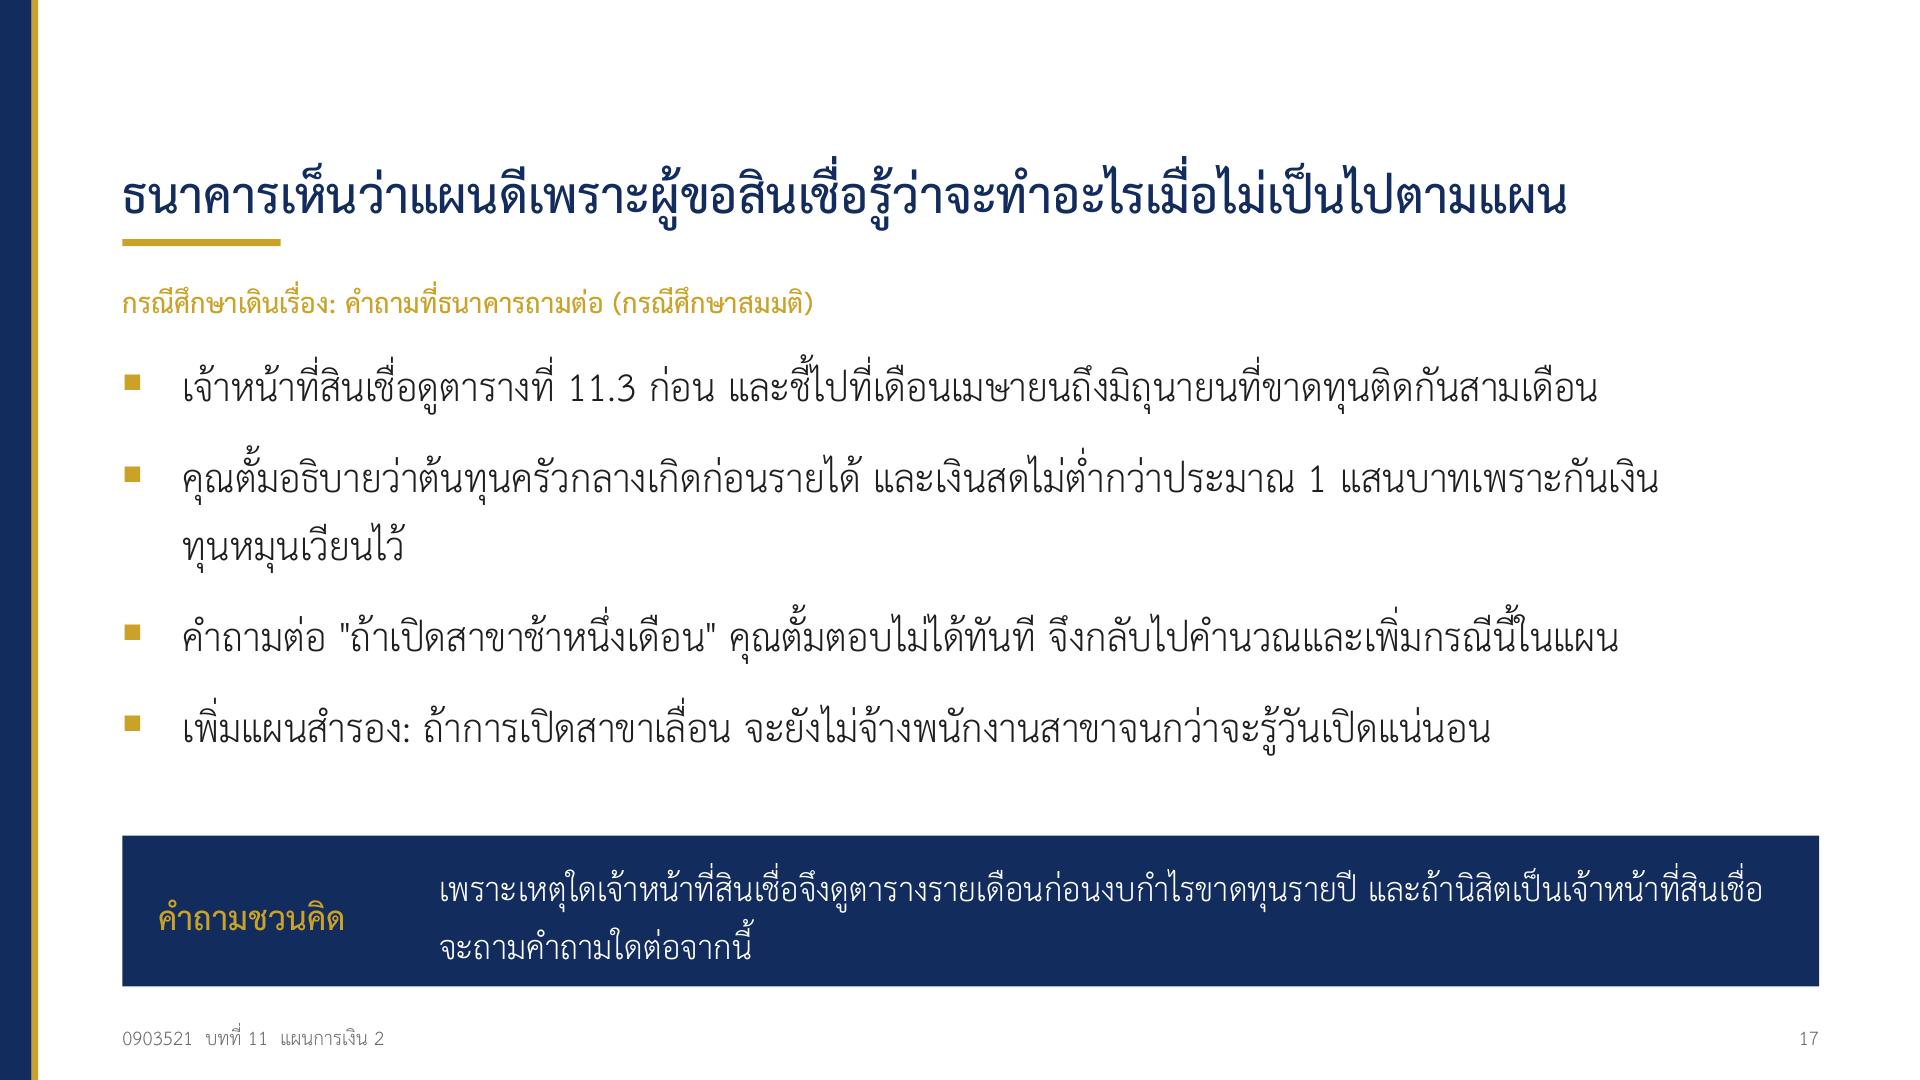 ธนาคารเห็นว่าแผนดีเพราะผู้ขอสินเชื่อรู้ว่าจะทำอะไรเมื่อไม่เป็นไปตามแผน
กรณีศึกษาเดินเรื่อง: คำถามที่ธนาคารถามต่อ (กรณีศึกษาสมมติ)
▪ เจ้าหน้าที่สินเชื่อดูตารางที่ 11.3 ก่อน และชี้ไปที่เดือนเมษายนถึงมิถุนายนที่ขาดทุนติดกันสามเดือน
▪ คุณตั้มอธิบายว่าต้นทุนครัวกลางเกิดก่อนรายได้ และเงินสดไม่ต่ำกว่าประมาณ 1 แสนบาทเพราะกันเงิน
ทุนหมุนเวียนไว้
▪ คำถามต่อ "ถ้าเปิดสาขาช้าหนึ่งเดือน" คุณตั้มตอบไม่ได้ทันที จึงกลับไปคำนวณและเพิ่มกรณีนี้ในแผน
▪ เพิ่มแผนสำรอง: ถ้าการเปิดสาขาเลื่อน จะยังไม่จ้างพนักงานสาขาจนกว่าจะรู้วันเปิดแน่นอน
คำถามชวนคิด
เพราะเหตุใดเจ้าหน้าที่สินเชื่อจึงดูตารางรายเดือนก่อนงบกำไรขาดทุนรายปี และถ้านิสิตเป็นเจ้าหน้าที่สินเชื่อ
จะถามคำถามใดต่อจากนี้
0903521 บทที่ 11 แผนการเงิน 2
17